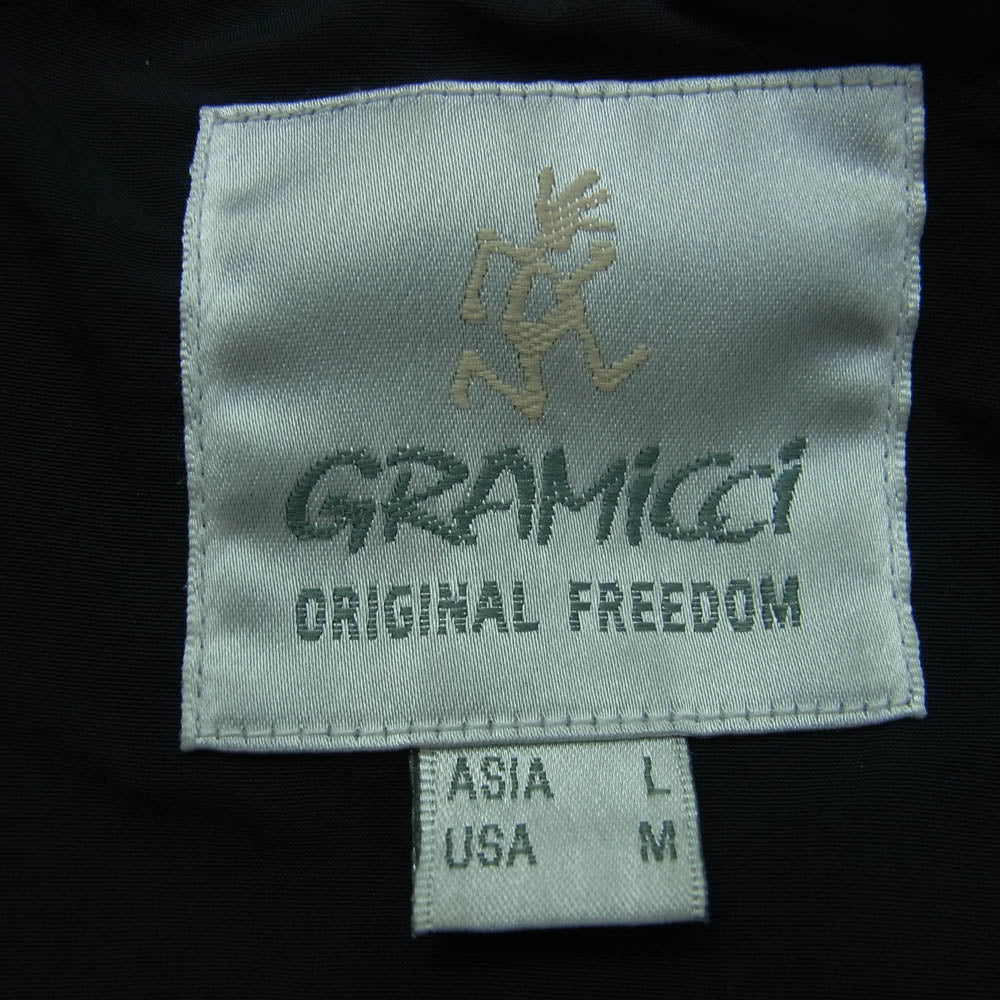 GRAMiCCi
ORIGINAL FREEDOM
ASIA L
USA M